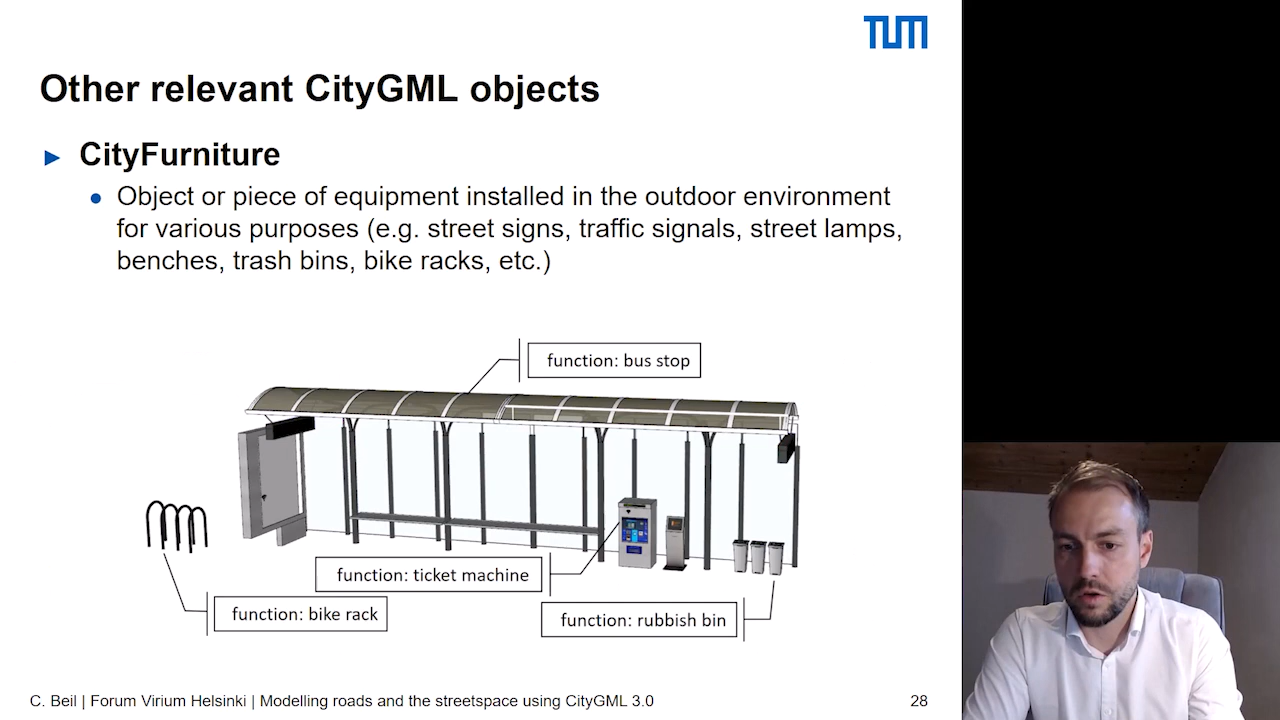 TUM
Other relevant CityGML objects
► CityFurniture
● Object or piece of equipment installed in the outdoor environment
for various purposes (e.g. street signs, traffic signals, street lamps,
benches, trash bins, bike racks, etc.)
function: bus stop
function: ticket machine
function: bike rack
function: rubbish bin
C. Beil | Forum Virium Helsinki | Modelling roads and the streetspace using CityGML 3.0
28